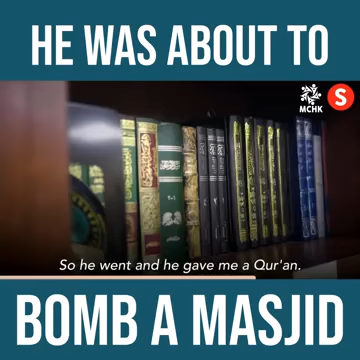 HE WAS ABOUT TO
MCHK
S
So he went and he gave me a Qur'an.
BOMB A MASJID